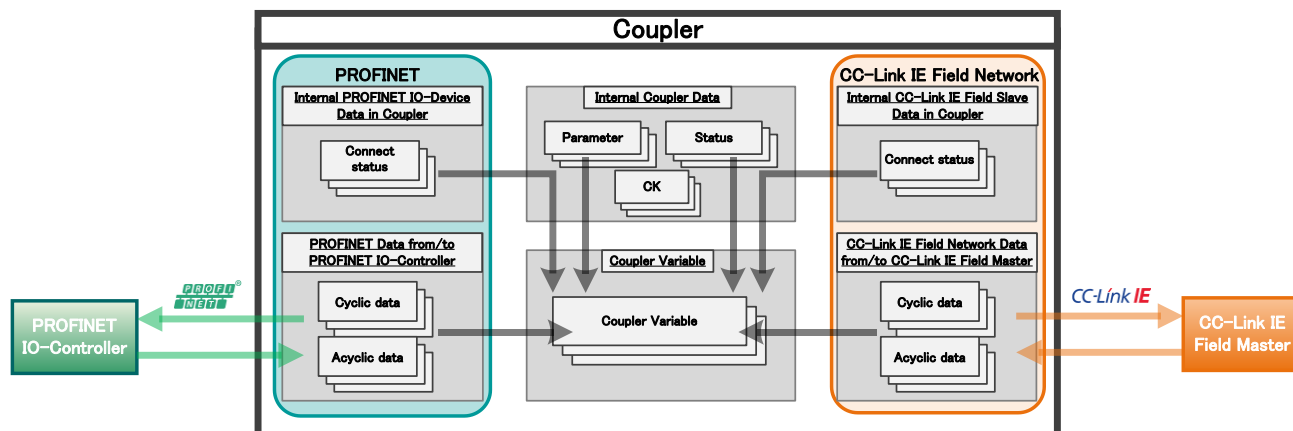 Coupler
PROFINET
Internal PROFINET IO-Device
Data in Coupler
Connect
status
PROFINET Data from/to
PROFINET IO-Controller
Cyclic data
Acyclic data
Internal Coupler Data
Parameter
Status
CK
Coupler Variable
Coupler Variable
CC-Link IE Field Network
Internal CC-Link IE Field Slave
Data in Coupler
Connect status
CC-Link IE Field Network Data
from/to CC-Link IE Field Master
Cyclic data
Acyclic data
PROFI®
NET
PROFINET
IO-Controller
CC-Link IE
CC-Link IE
Field Master